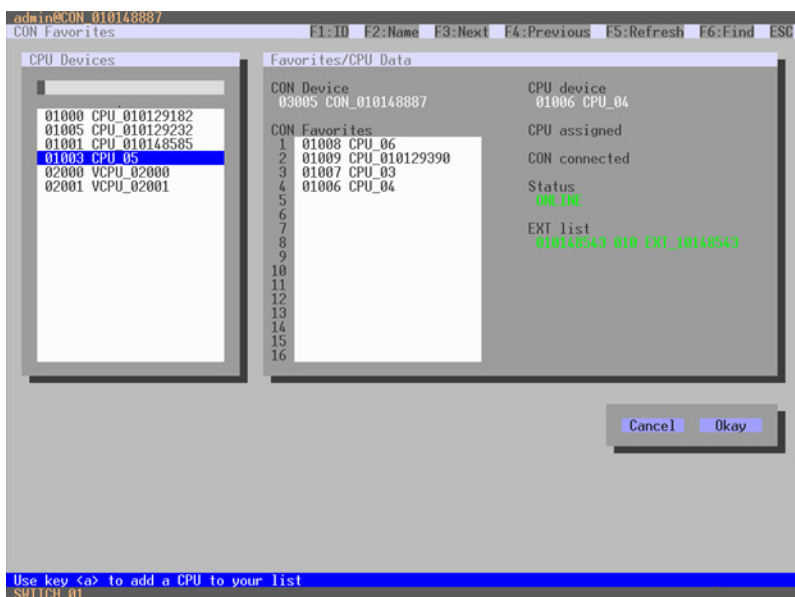 admin@CON_010148887
CON Favorites F1:ID F2:Name F3:Next F4:Previous F5:Refresh F6:Find ESC
CPU Devices
01000 CPU_010129182
01005 CPU_010129232
01001 CPU_010148585
01003 CPU_05
02000 VCPU_02000
02001 VCPU_02001
Favorites/CPU Data
CON Device
03005 CON_010148887
CON Favorites
1 01008 CPU_06
2 01009 CPU_010129390
3 01007 CPU_03
4 01006 CPU_04
5
6
7
8
9
10
11
12
13
14
15
16
CPU device
01006 CPU_04
CPU assigned
CON connected
Status
ONLINE
EXT list
010148543 010 EXT_10148543
Cancel Okay
Use key <a> to add a CPU to your list
SWITCH_01